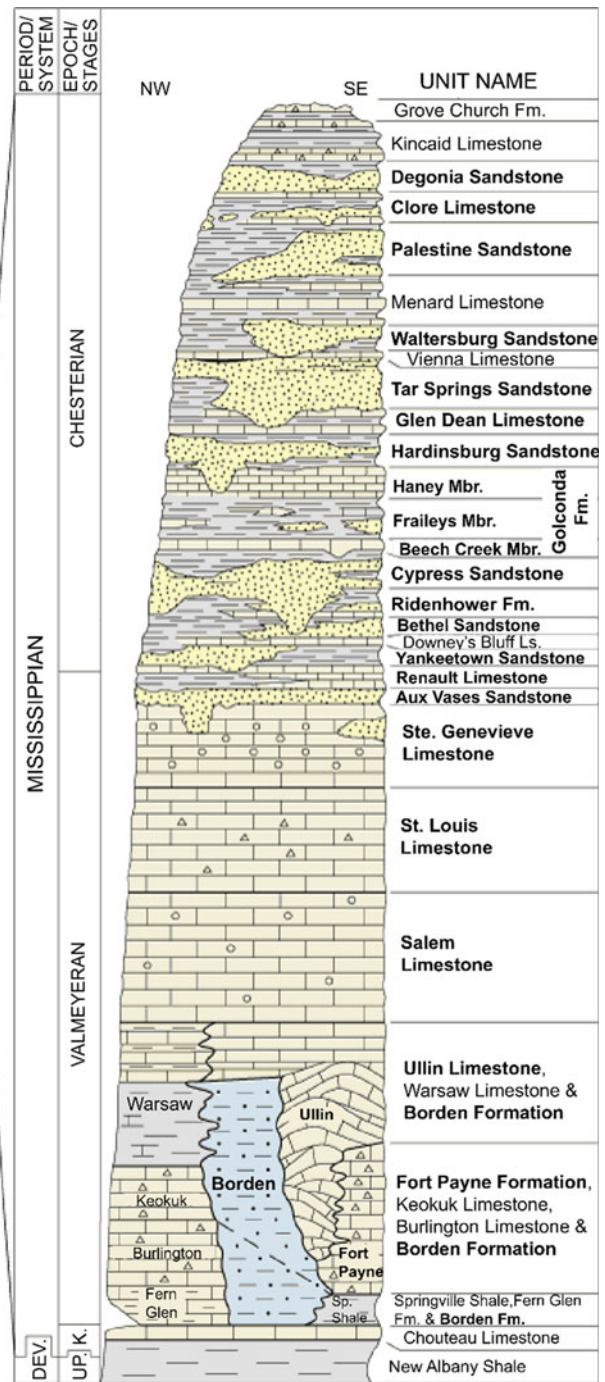 PERIOD/
SYSTEM
EPOCH/
STAGES
NW
SE
UNIT NAME
MISSISSIPPIAN
DEV.
CHESTERIAN
VALMEYERAN
UP. K.
Grove Church Fm.
Kincaid Limestone
Degonia Sandstone
Clore Limestone
Palestine Sandstone
Menard Limestone
Waltersburg Sandstone
Vienna Limestone
Tar Springs Sandstone
Glen Dean Limestone
Hardinsburg Sandstone
Haney Mbr.
Fraileys Mbr.
Beech Creek Mbr.
Golconda
Fm.
Cypress Sandstone
Ridenhower Fm.
Bethel Sandstone
Downey's Bluff Ls.
Yankeetown Sandstone
Renault Limestone
Aux Vases Sandstone
Ste. Genevieve
Limestone
St. Louis
Limestone
Salem
Limestone
Ullin Limestone,
Warsaw Limestone &
Borden Formation
Fort Payne Formation,
Keokuk Limestone,
Burlington Limestone &
Borden Formation
Springville Shale,Fern Glen
Fm. & Borden Fm.
Chouteau Limestone
New Albany Shale
Warsaw
Ullin
Borden
Keokuk
Burlington
Fort
Payne
Fern
Glen
Sp.
Shale